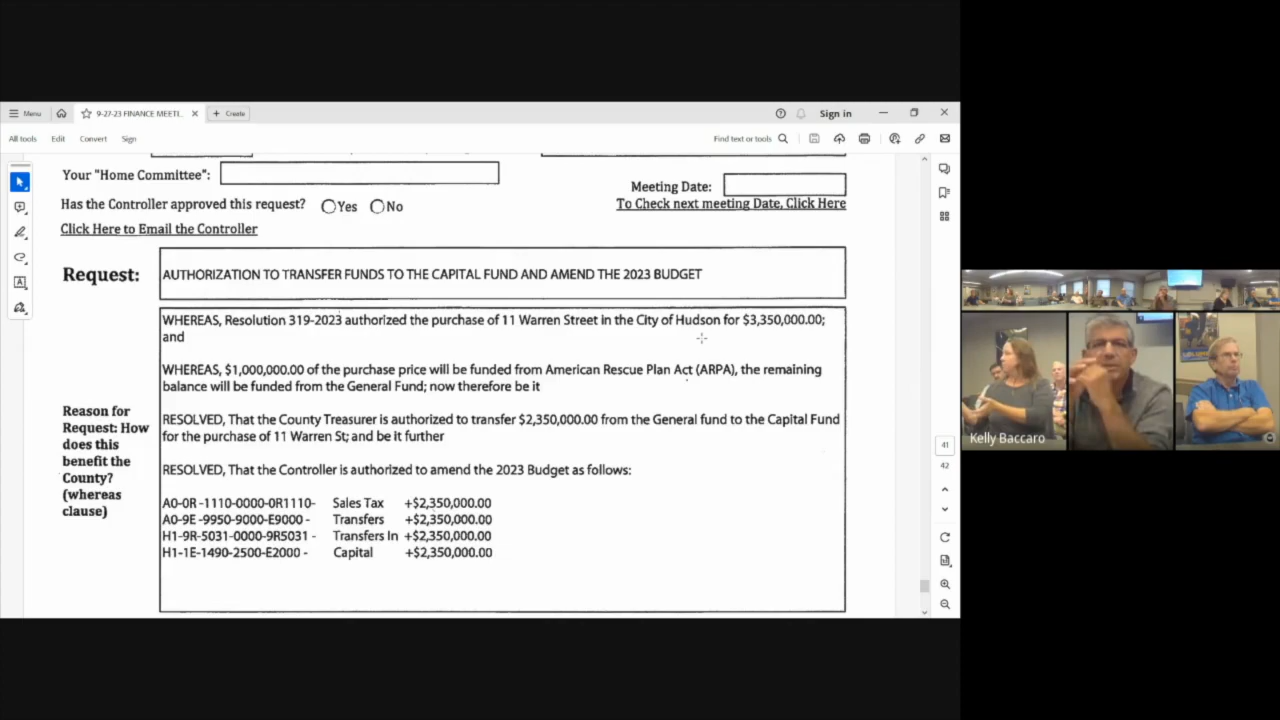 Menu
9-27-23 FINANCE MEETI...
Create
Sign in
All tools
Edit
Convert
Sign
Find text or tools
Your "Home Committee":
Meeting Date:
Has the Controller approved this request?
Yes
No
To Check next meeting Date, Click Here
Click Here to Email the Controller
Request:
AUTHORIZATION TO TRANSFER FUNDS TO THE CAPITAL FUND AND AMEND THE 2023 BUDGET
WHEREAS, Resolution 319-2023 authorized the purchase of 11 Warren Street in the City of Hudson for $3,350,000.00;
and
WHEREAS, $1,000,000.00 of the purchase price will be funded from American Rescue Plan Act (ARPA), the remaining
balance will be funded from the General Fund; now therefore be it
Reason for
Request: How
does this
benefit the
County?
(whereas
clause)
RESOLVED, That the County Treasurer is authorized to transfer $2,350,000.00 from the General fund to the Capital Fund
for the purchase of 11 Warren St; and be it further
RESOLVED, That the Controller is authorized to amend the 2023 Budget as follows:
A0-0R -1110-0000-0R1110- Sales Tax +$2,350,000.00
A0-9E -9950-9000-E9000 - Transfers +$2,350,000.00
H1-9R-5031-0000-9R5031 - Transfers In +$2,350,000.00
H1-1E-1490-2500-E2000 - Capital +$2,350,000.00
41
42
Kelly Baccaro